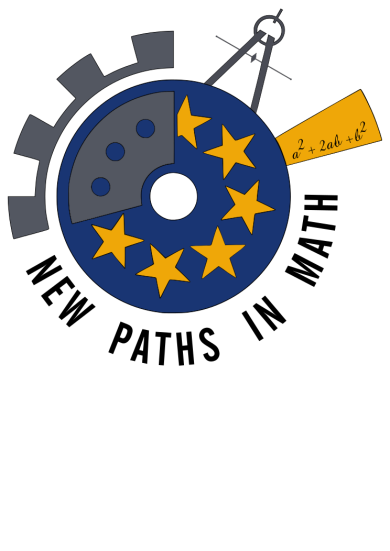 a² + 2ab + b²
NEW PATHS IN MATH